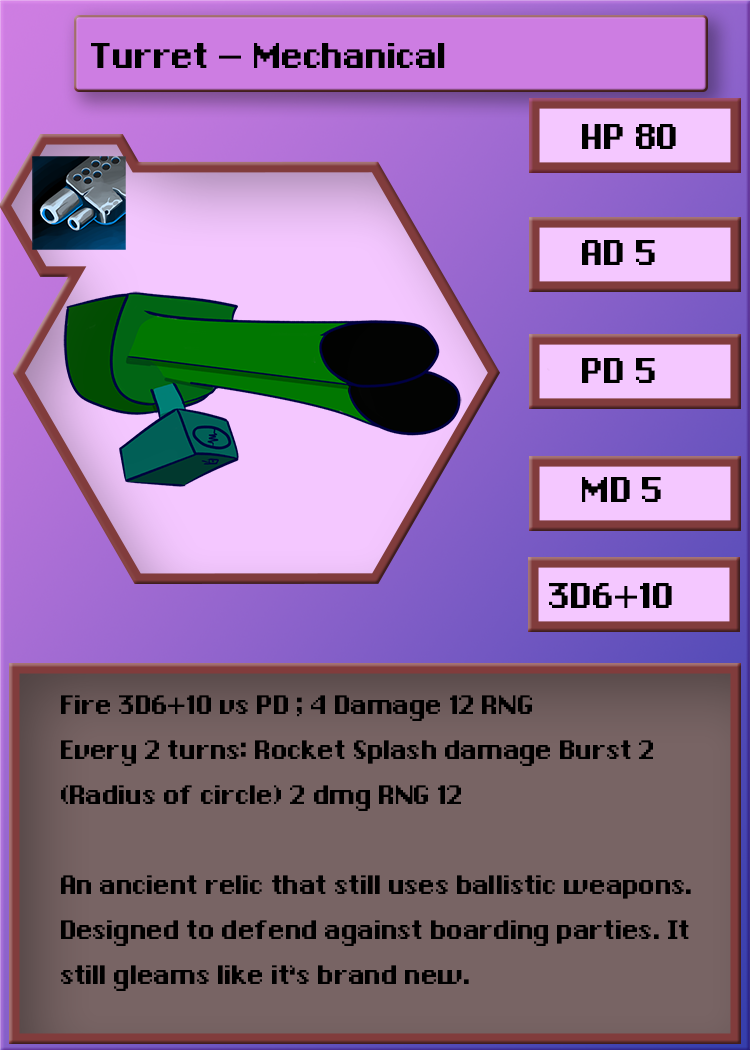 Turret – Mechanical
HP 80
AD 5
PD 5
MD 5
3D6+10
Fire 3D6+10 vs PD ; 4 Damage 12 RNG
Every 2 turns: Rocket Splash damage Burst 2
(Radius of circle) 2 dmg RNG 12
An ancient relic that still uses ballistic weapons.
Designed to defend against boarding parties. It
still gleams like it's brand new.